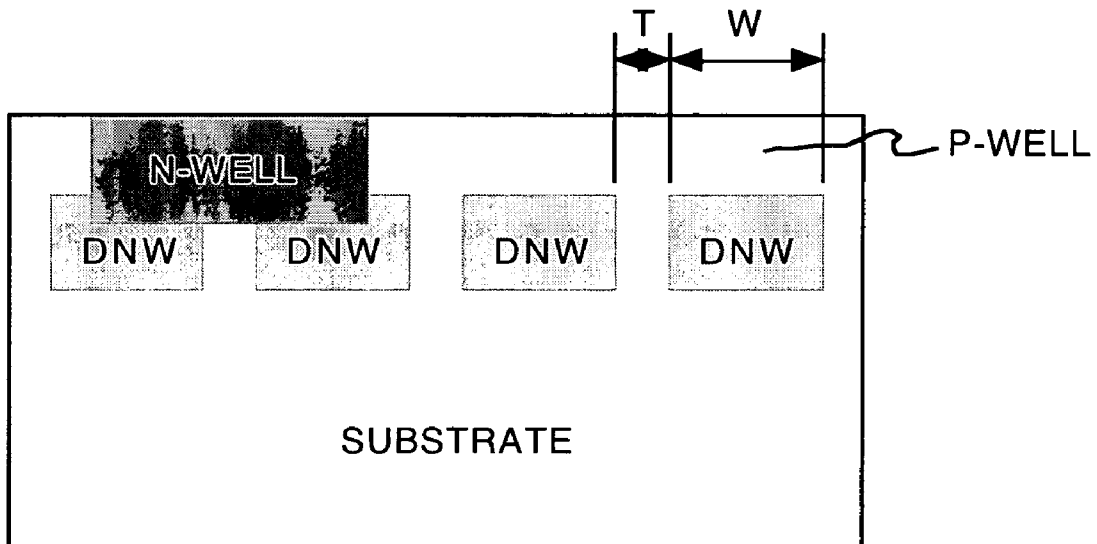 T W
P-WELL
N-WELL
DNW DNW DNW DNW
SUBSTRATE